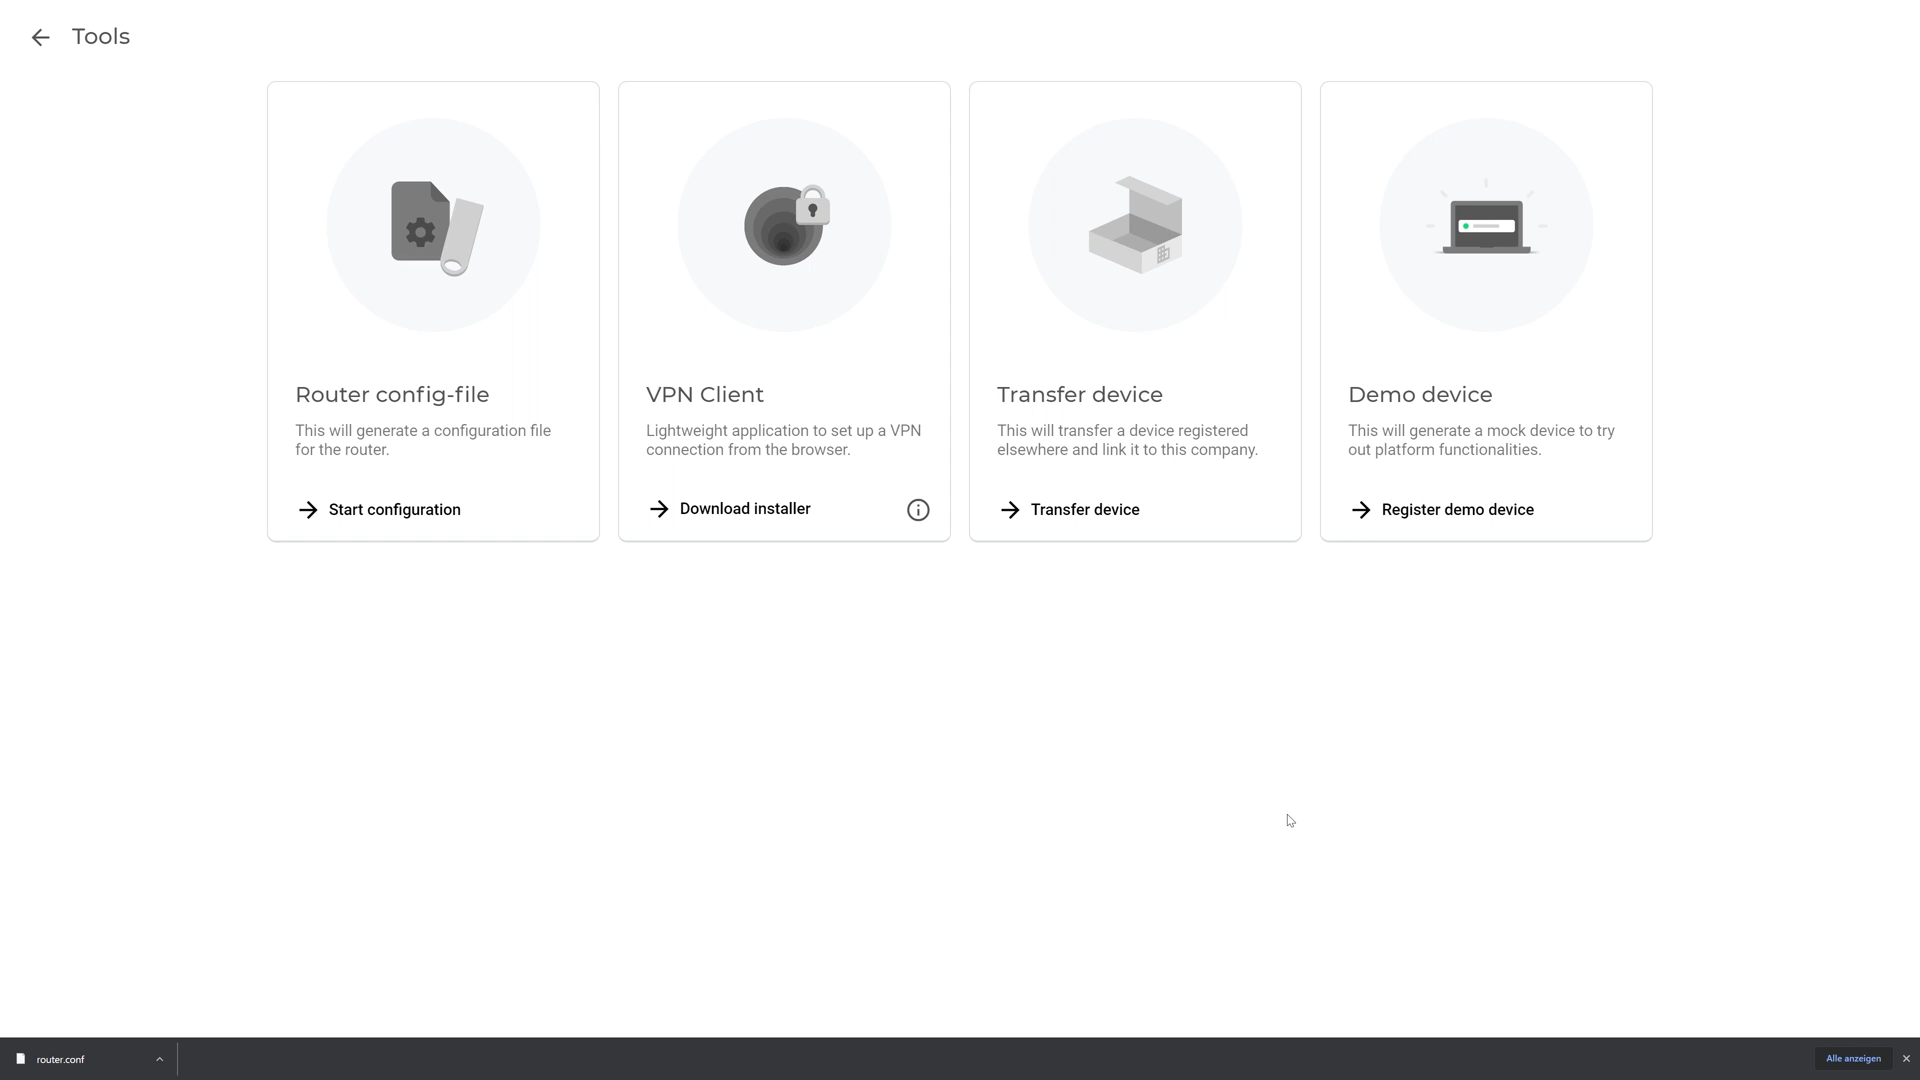 Tools
Router config-file
This will generate a configuration file
for the router.
Start configuration
VPN Client
Lightweight application to set up a VPN
connection from the browser.
Download installer
Transfer device
This will transfer a device registered
elsewhere and link it to this company.
Transfer device
Demo device
This will generate a mock device to try
out platform functionalities.
Register demo device
router.conf
Alle anzeigen